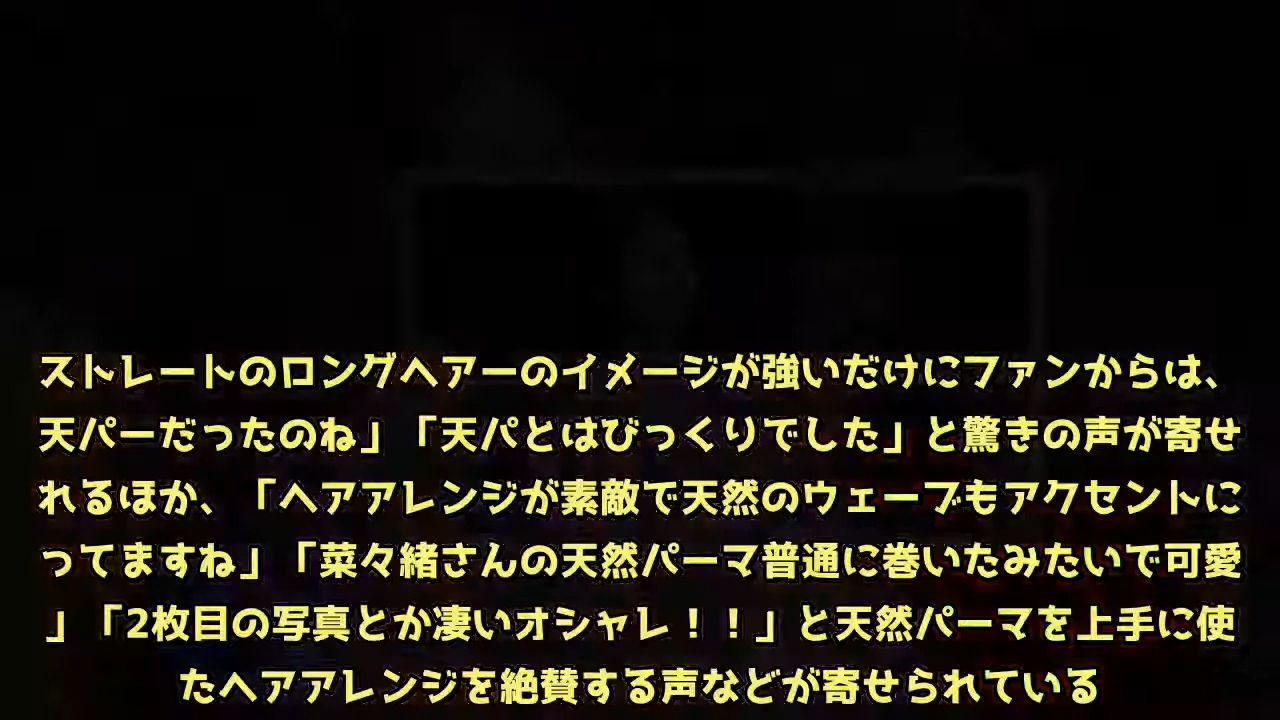 ストレートのロングヘアーのイメージが強いだけにファンからは、
天パーだったのね」「天パとはびっくりでした」と驚きの声が寄せ
れるほか、「ヘアアレンジが素敵で天然のウェーブもアクセントに
ってますね」「菜々緒さんの天然パーマ普通に巻いたみたいで可愛
」「2枚目の写真とか凄いオシャレ！！」と天然パーマを上手に使
たヘアアレンジを絶賛する声などが寄せられている